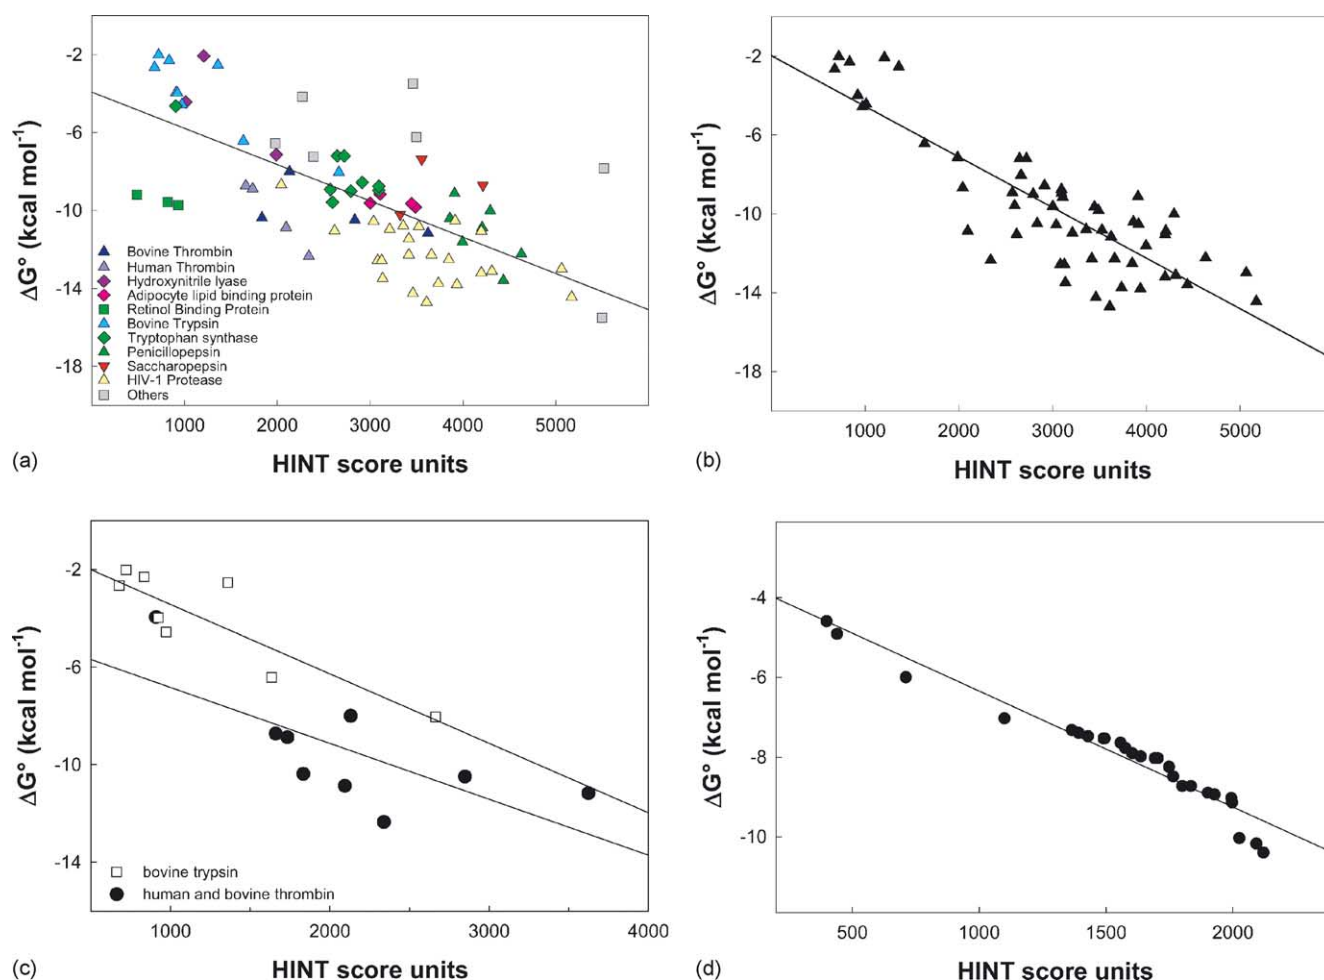 -2
-6
-10
-14
-18
ΔG° (kcal mol-1)
Bovine Thrombin
Human Thrombin
Hydroxynitrile lyase
Adipocyte lipid binding protein
Retinol Binding Protein
Bovine Trypsin
Tryptophan synthase
Penicillopepsin
Saccharopepsin
HIV-1 Protease
Others
1000 2000 3000 4000 5000
(a) HINT score units
-2
-6
-10
-14
-18
ΔG° (kcal mol-1)
1000 2000 3000 4000 5000
(b) HINT score units
-2
-6
-10
-14
ΔG° (kcal mol-1)
bovine trypsin
human and bovine thrombin
1000 2000 3000 4000
(c) HINT score units
-4
-6
-8
-10
ΔG° (kcal mol-1)
500 1000 1500 2000
(d) HINT score units